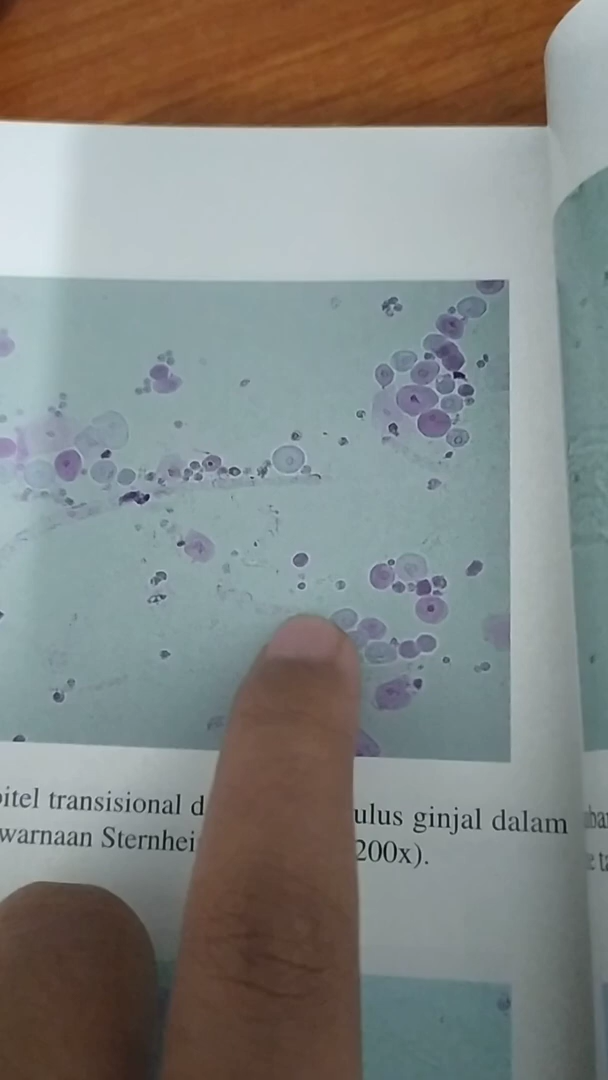 pitel transisional d ulus ginjal dalam
warnaan Sternhei 200x).